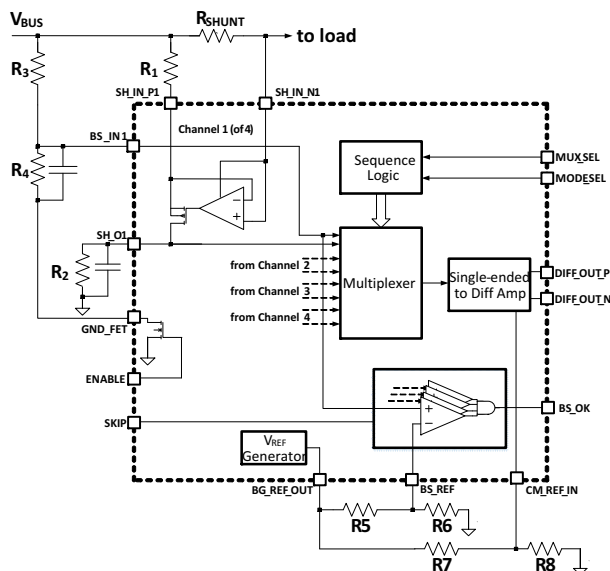 VBUS
RSHUNT
to load
R3
R1
SH_IN_P1
SH_IN_N1
Channel 1 (of 4)
BS_IN1
R4
Sequence
Logic
MUX_SEL
MODE_SEL
SH_O1
R2
from Channel 2
from Channel 3
from Channel 4
Multiplexer
Single-ended
to Diff Amp
DIFF_OUT_P
DIFF_OUT_N
GND_FET
ENABLE
SKIP
BS_OK
VREF
Generator
BG_REF_OUT
BS_REF
CM_REF_IN
R5
R6
R7
R8